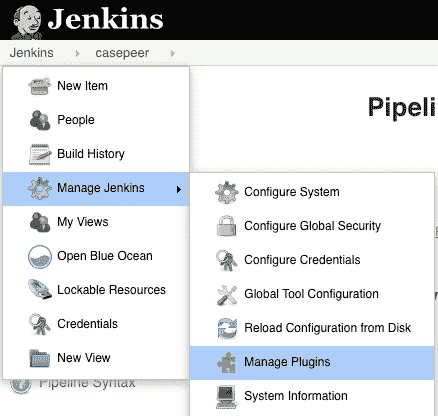 Jenkins
Jenkins casepeer
New Item
People
Build History
Manage Jenkins
My Views
Open Blue Ocean
Lockable Resources
Credentials
New View
Pipeline Syntax
Pipeli
Configure System
Configure Global Security
Configure Credentials
Global Tool Configuration
Reload Configuration from Disk
Manage Plugins
System Information